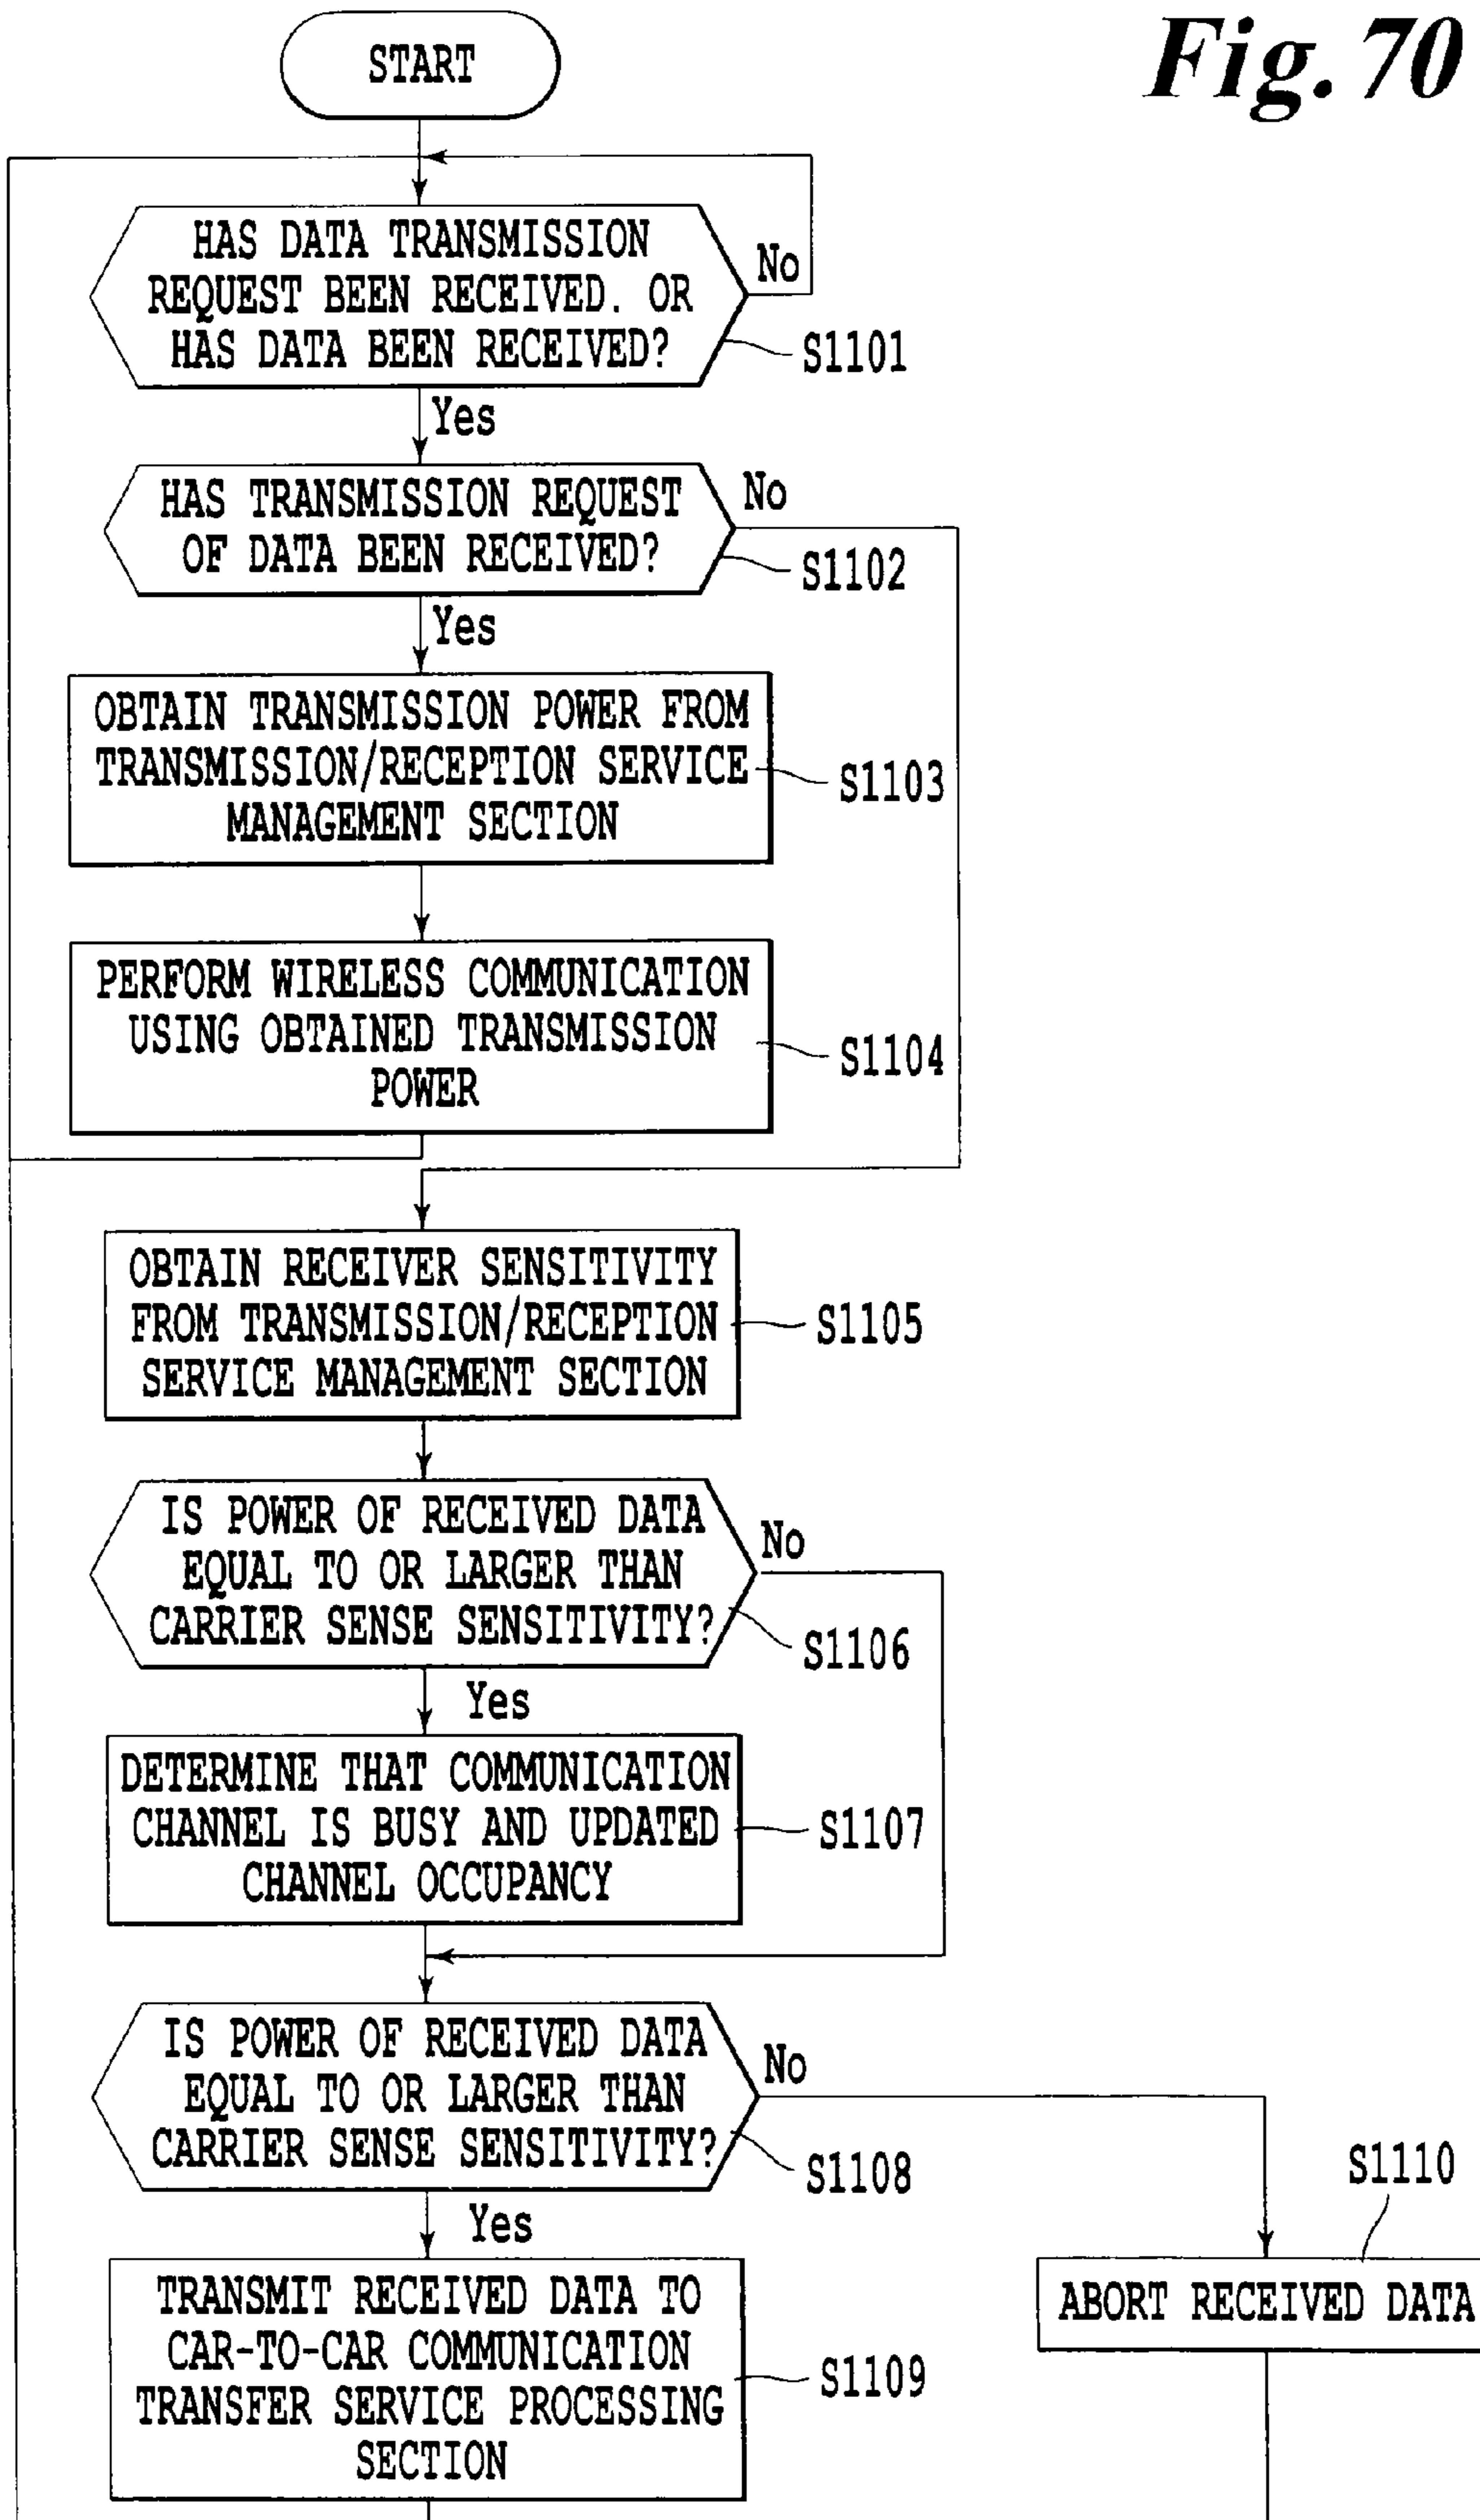 Fig. 70
START
HAS DATA TRANSMISSION
REQUEST BEEN RECEIVED. OR
HAS DATA BEEN RECEIVED?
No
S1101
Yes
HAS TRANSMISSION REQUEST
OF DATA BEEN RECEIVED?
No
S1102
Yes
OBTAIN TRANSMISSION POWER FROM
TRANSMISSION/RECEPTION SERVICE
MANAGEMENT SECTION
S1103
PERFORM WIRELESS COMMUNICATION
USING OBTAINED TRANSMISSION
POWER
S1104
OBTAIN RECEIVER SENSITIVITY
FROM TRANSMISSION/RECEPTION
SERVICE MANAGEMENT SECTION
S1105
IS POWER OF RECEIVED DATA
EQUAL TO OR LARGER THAN
CARRIER SENSE SENSITIVITY?
No
S1106
Yes
DETERMINE THAT COMMUNICATION
CHANNEL IS BUSY AND UPDATED
CHANNEL OCCUPANCY
S1107
IS POWER OF RECEIVED DATA
EQUAL TO OR LARGER THAN
CARRIER SENSE SENSITIVITY?
No
S1108
Yes
TRANSMIT RECEIVED DATA TO
CAR-TO-CAR COMMUNICATION
TRANSFER SERVICE PROCESSING
SECTION
S1109
S1110
ABORT RECEIVED DATA